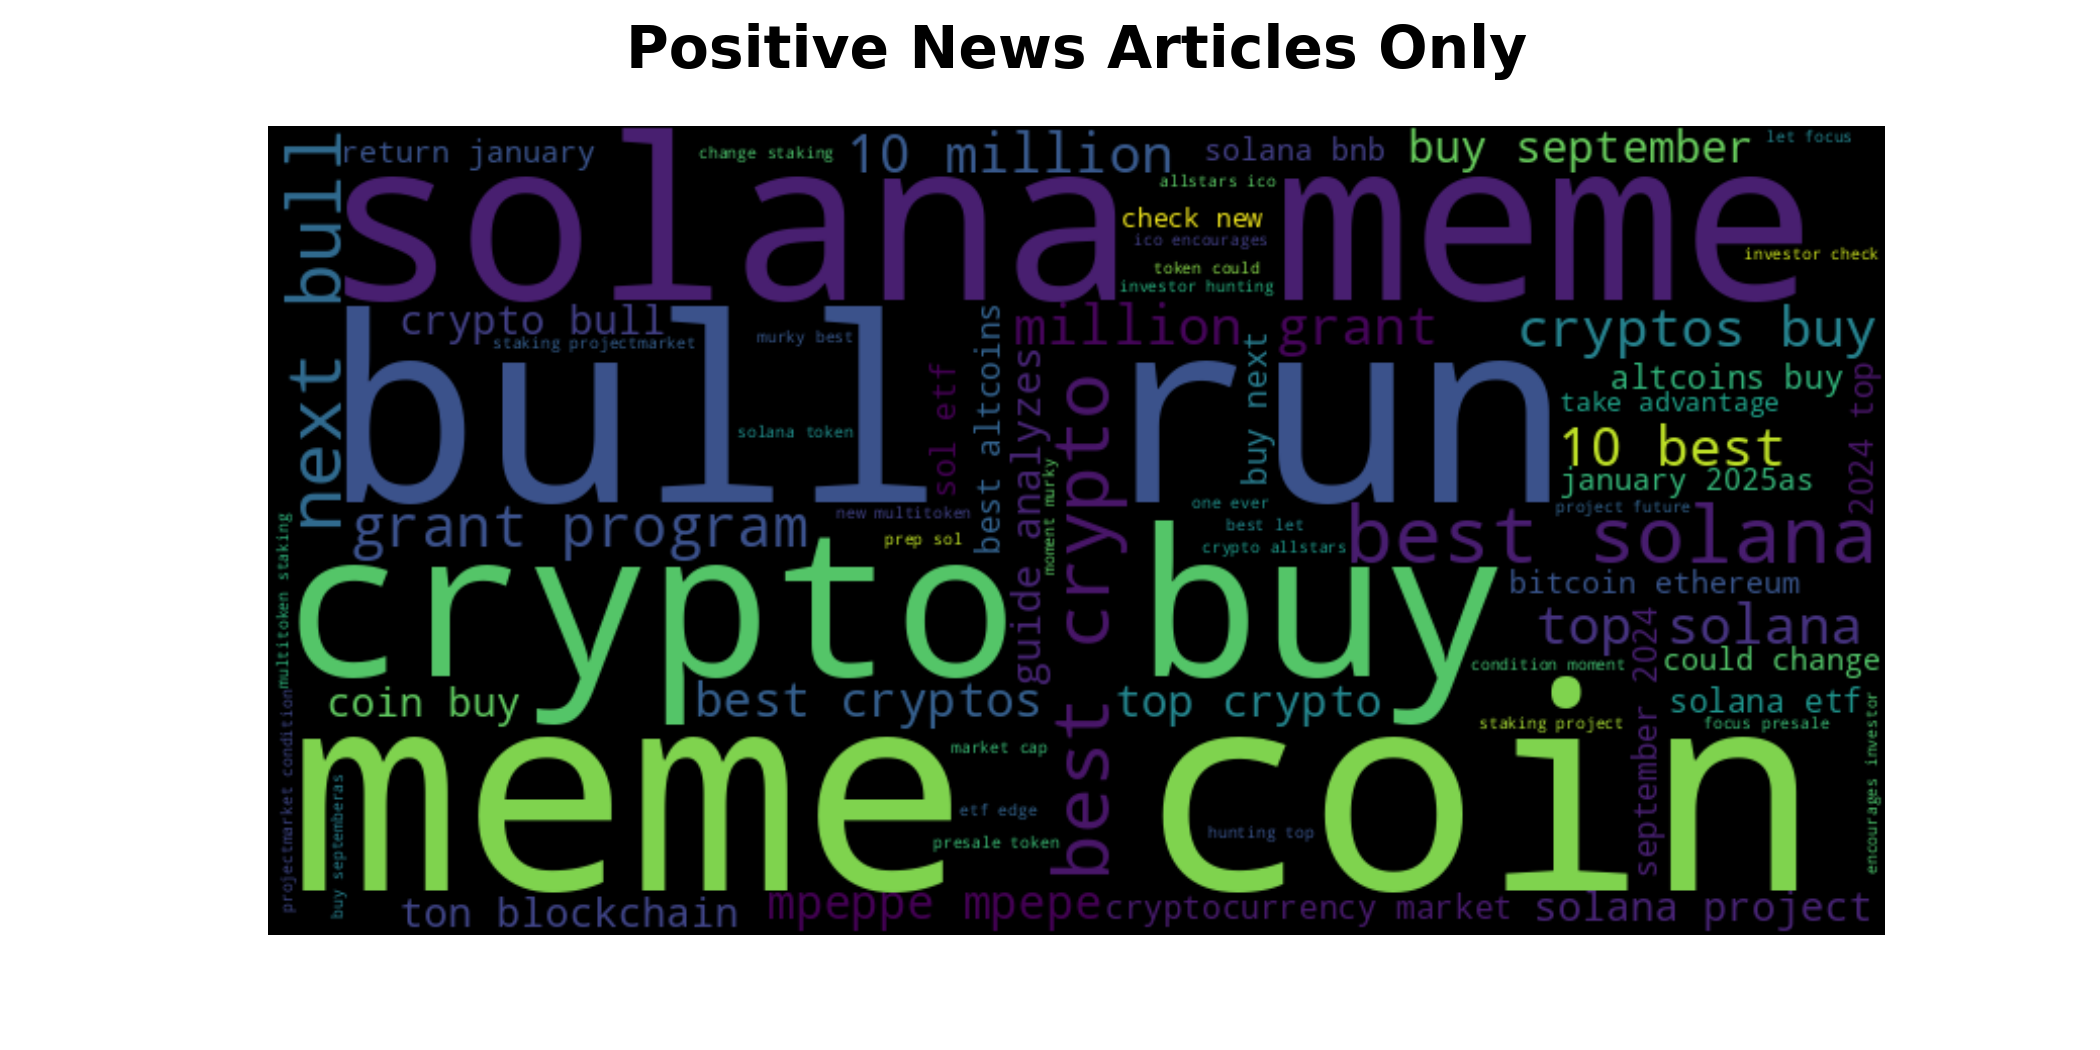 Positive News Articles Only
next bull
return january
change staking
10 million
solana bnb
buy september
let focus
solana meme
allstars ico
check new
ico encourages
token could
investor hunting
investor check
crypto bull
staking projectmarket
murky best
million grant
cryptos buy
bull run
solana token
sol etf
best altcoins
guide analyzes
moment murky
best crypto
buy next
altcoins buy
take advantage
10 best
january 2025as
2024 top
project future
grant program
new multitoken
prep sol
one ever
best let
crypto allstars
best solana
multitoken staking
crypto buy
bitcoin ethereum
top solana
condition moment
could change
september 2024
coin buy
best cryptos
top crypto
solana etf
staking project
focus presale
projectmarket condition
buy septemberas
meme coin
market cap
etf edge
presale token
hunting top
encourages investor
ton blockchain
mpeppe mpepe
cryptocurrency market
solana project